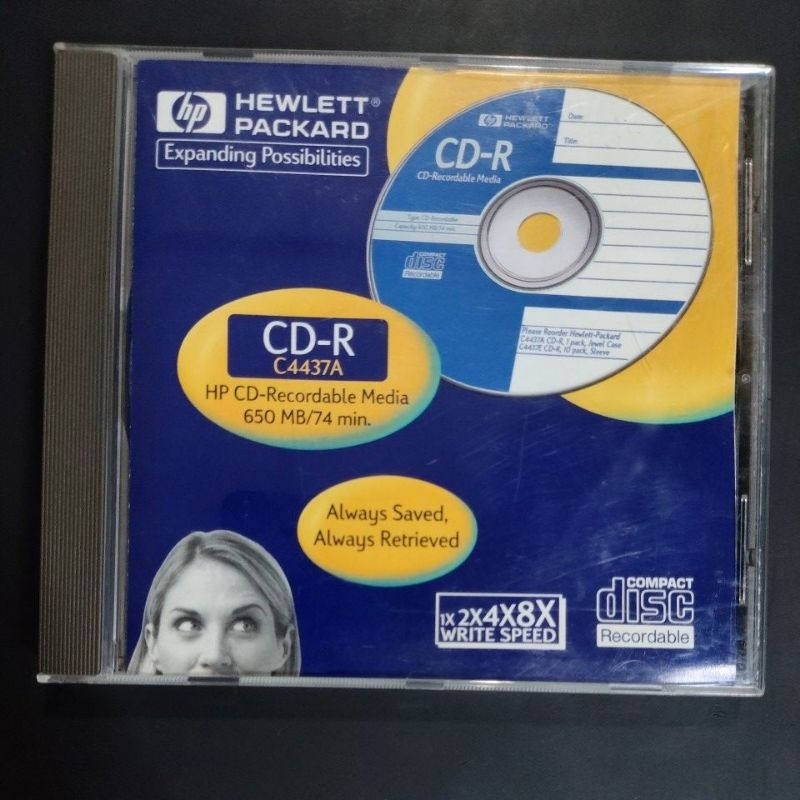 hp HEWLETT® PACKARD
Expanding Possibilities
hp HEWLETT PACKARD
CD-R
CD-Recordable Media
Type: CD-Recordable
Capacity: 650 MB/74 min.
COMPACT
disc
Recordable
Date:
Title:
Please Reorder Hewlett-Packard
C4437A CD-R, 1 pack, Jewel Case
C4437E CD-R, 10 pack, Sleeve
CD-R
C4437A
HP CD-Recordable Media
650 MB/74 min.
Always Saved,
Always Retrieved
1X 2X4X8X
WRITE SPEED
COMPACT
disc
Recordable